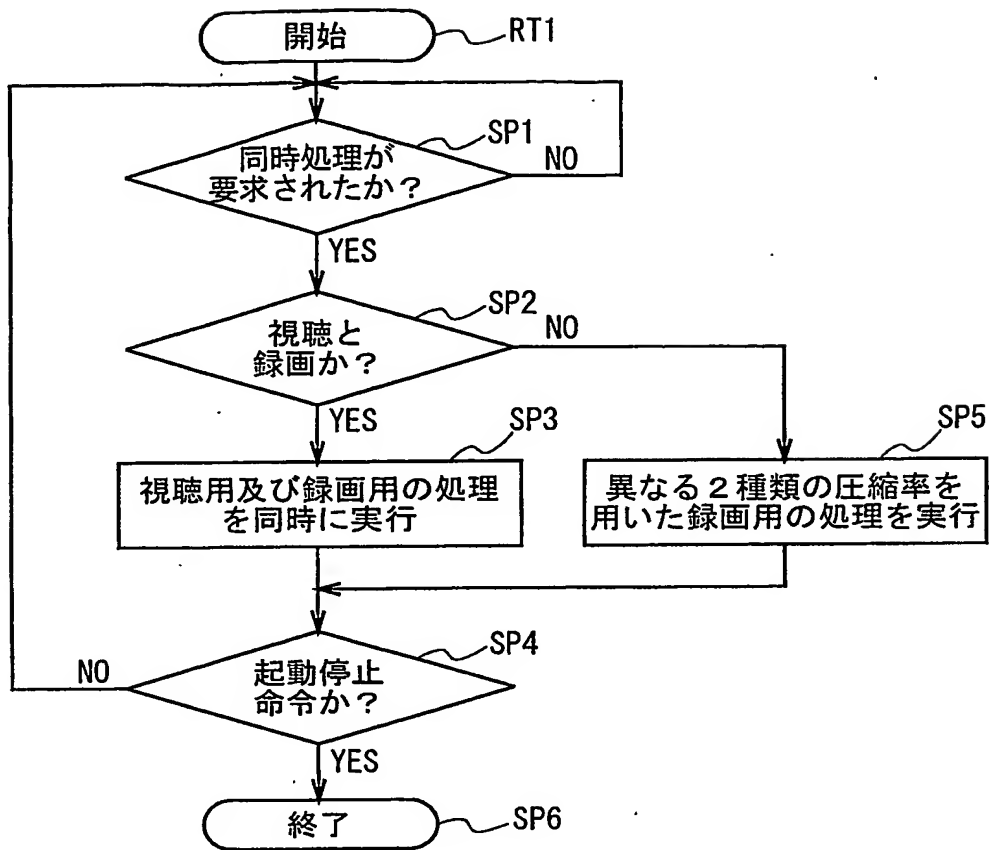 開始
RT1
SP1
同時処理が
要求されたか？
NO
YES
SP2
視聴と
録画か？
NO
YES
SP3
視聴用及び録画用の処理
を同時に実行
SP5
異なる２種類の圧縮率を
用いた録画用の処理を実行
SP4
起動停止
命令か？
NO
YES
終了
SP6